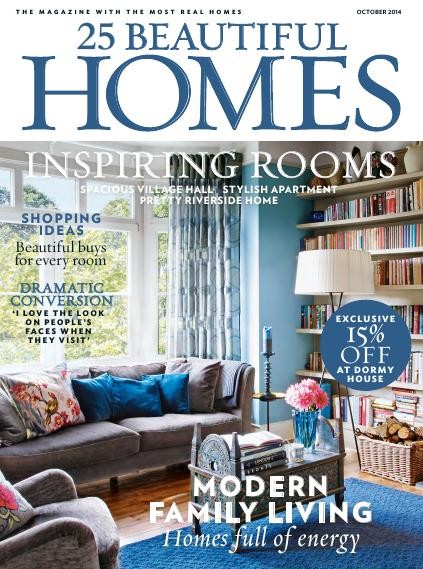 THE MAGAZINE WITH THE MOST REAL HOMES
OCTOBER 2014
25 BEAUTIFUL
HOMES
INSPIRING ROOMS
SPACIOUS VILLAGE HALL STYLISH APARTMENT
PRETTY RIVERSIDE HOME
SHOPPING
IDEAS
Beautiful buys
for every room
DRAMATIC
CONVERSION
'I LOVE THE LOOK
ON PEOPLE'S
FACES WHEN
THEY VISIT'
EXCLUSIVE
15%
OFF
AT DORMY
HOUSE
LONDON
MODERN
FAMILY LIVING
Homes full of energy